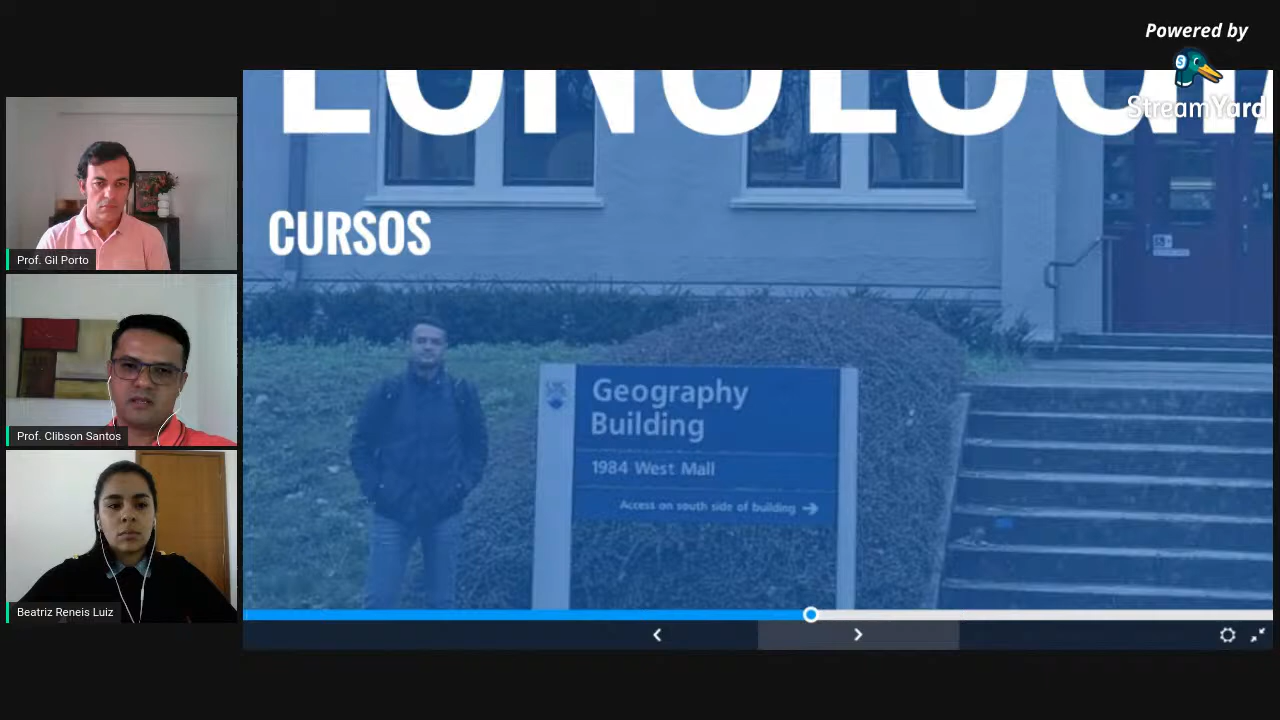 Powered by
StreamYard
CURSOS
Geography
Building
1984 West Mall
Access on south side of building
Prof. Gil Porto
Prof. Clibson Santos
Beatriz Reneis Luiz